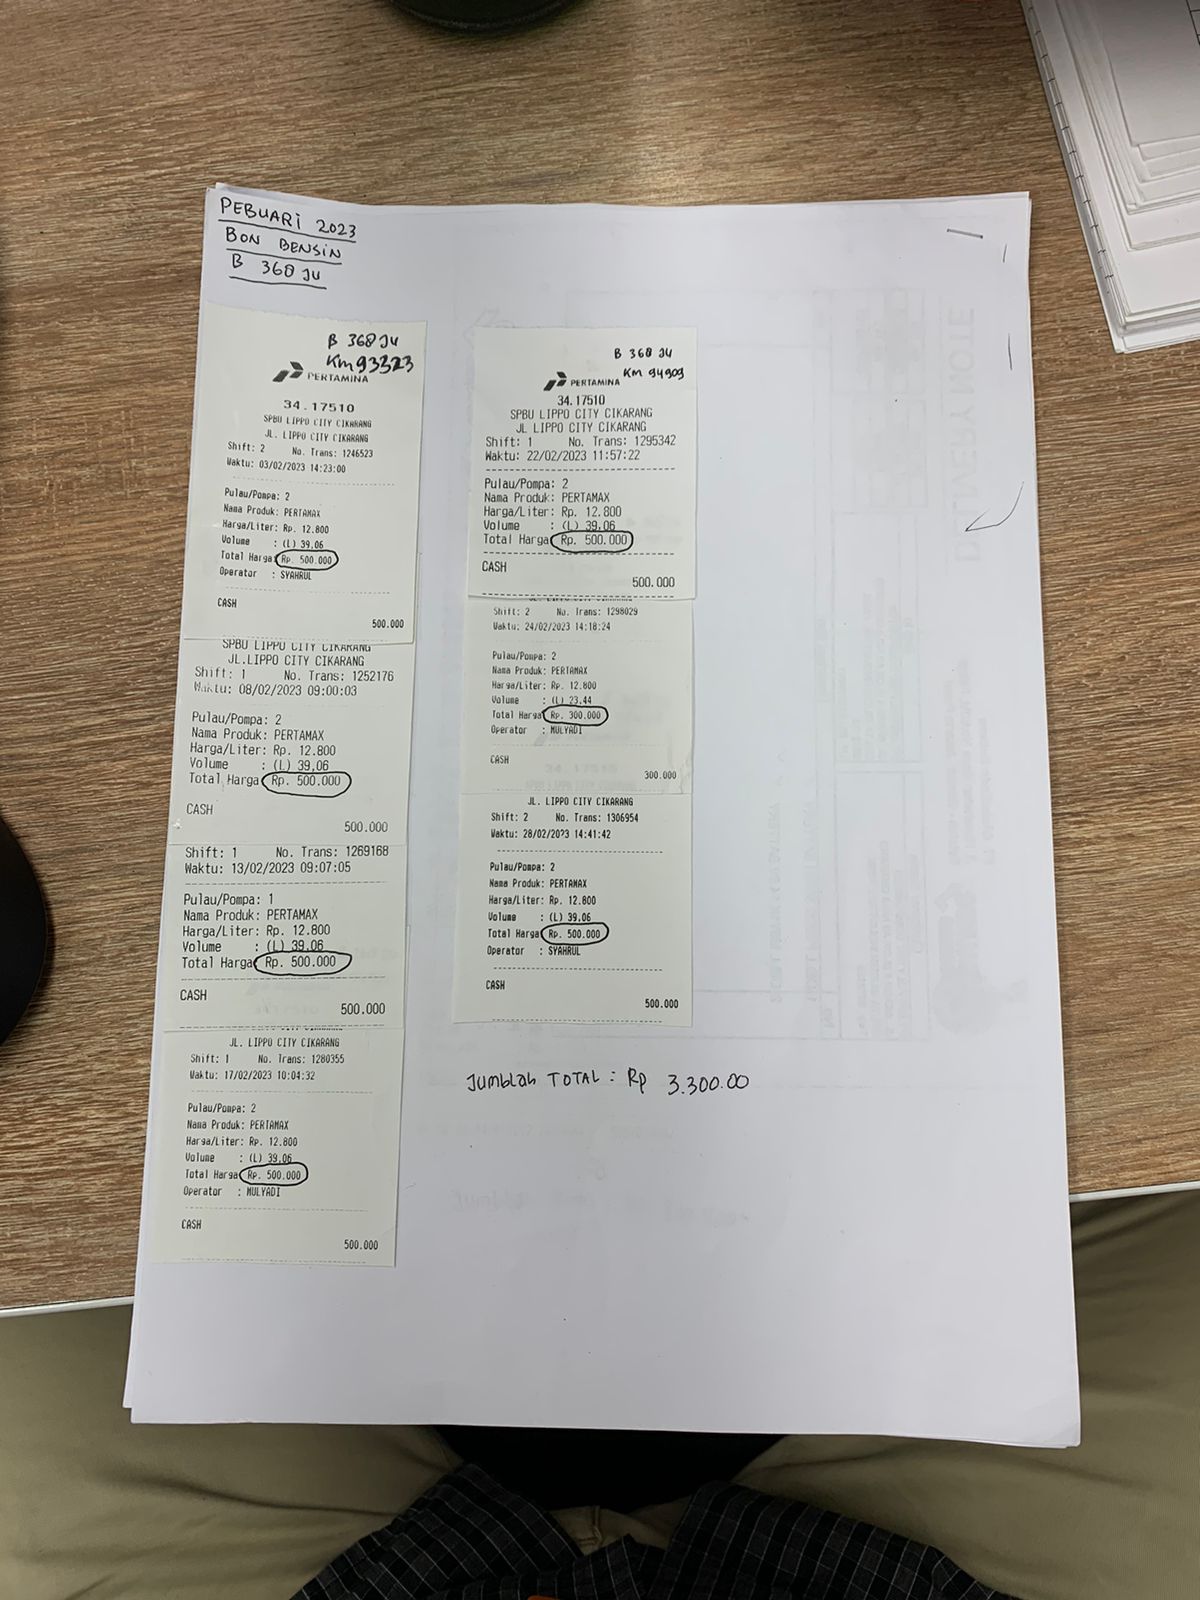 PEBUARI 2023
BON BENSIN
B 368 JU
B 368 JU
KM 93323
PERTAMINA
34.17510
SPBU LIPPO CITY CIKARANG
JL. LIPPO CITY CIKARANG
Shift: 2 No. Trans: 1246523
Waktu: 03/02/2023 14:23:00
Pulau/Pompa: 2
Nama Produk: PERTAMAX
Harga/Liter: Rp. 12.800
Volume : (L) 39,06
Total Harga: Rp. 500.000
Operator : SYAHRUL
CASH
500.000
SPBU LIPPO CITY CIKARANG
JL.LIPPO CITY CIKARANG
Shift: 1 No. Trans: 1252176
Waktu: 08/02/2023 09:00:03
Pulau/Pompa: 2
Nama Produk: PERTAMAX
Harga/Liter: Rp. 12.800
Volume : (L) 39,06
Total Harga: Rp. 500.000
CASH
500.000
Shift: 1 No. Trans: 1269168
Waktu: 13/02/2023 09:07:05
Pulau/Pompa: 1
Nama Produk: PERTAMAX
Harga/Liter: Rp. 12.800
Volume : (L) 39,06
Total Harga: Rp. 500.000
CASH
500.000
JL. LIPPO CITY CIKARANG
Shift: 1 No. Trans: 1280355
Waktu: 17/02/2023 10:04:32
Pulau/Pompa: 2
Nama Produk: PERTAMAX
Harga/Liter: Rp. 12.800
Volume : (L) 39,06
Total Harga: Rp. 500.000
Operator : MULYADI
CASH
500.000
B 368 JU
KM 94909
PERTAMINA
34.17510
SPBU LIPPO CITY CIKARANG
JL LIPPO CITY CIKARANG
Shift: 1 No. Trans: 1295342
Waktu: 22/02/2023 11:57:22
Pulau/Pompa: 2
Nama Produk: PERTAMAX
Harga/Liter: Rp. 12.800
Volume : (L) 39,06
Total Harga: Rp. 500.000
CASH
500.000
Shift: 2 No. Trans: 1298029
Waktu: 24/02/2023 14:18:24
Pulau/Pompa: 2
Nama Produk: PERTAMAX
Harga/Liter: Rp. 12.800
Volume : (L) 23.44
Total Harga: Rp. 300.000
Operator : MULYADI
CASH
300.000
JL. LIPPO CITY CIKARANG
Shift: 2 No. Trans: 1306954
Waktu: 28/02/2023 14:41:42
Pulau/Pompa: 2
Nama Produk: PERTAMAX
Harga/Liter: Rp. 12.800
Volume : (L) 39,06
Total Harga: Rp. 500.000
Operator : SYAHRUL
CASH
500.000
Jumblah TOTAL : Rp 3.300.00
DELIVERY NOTE